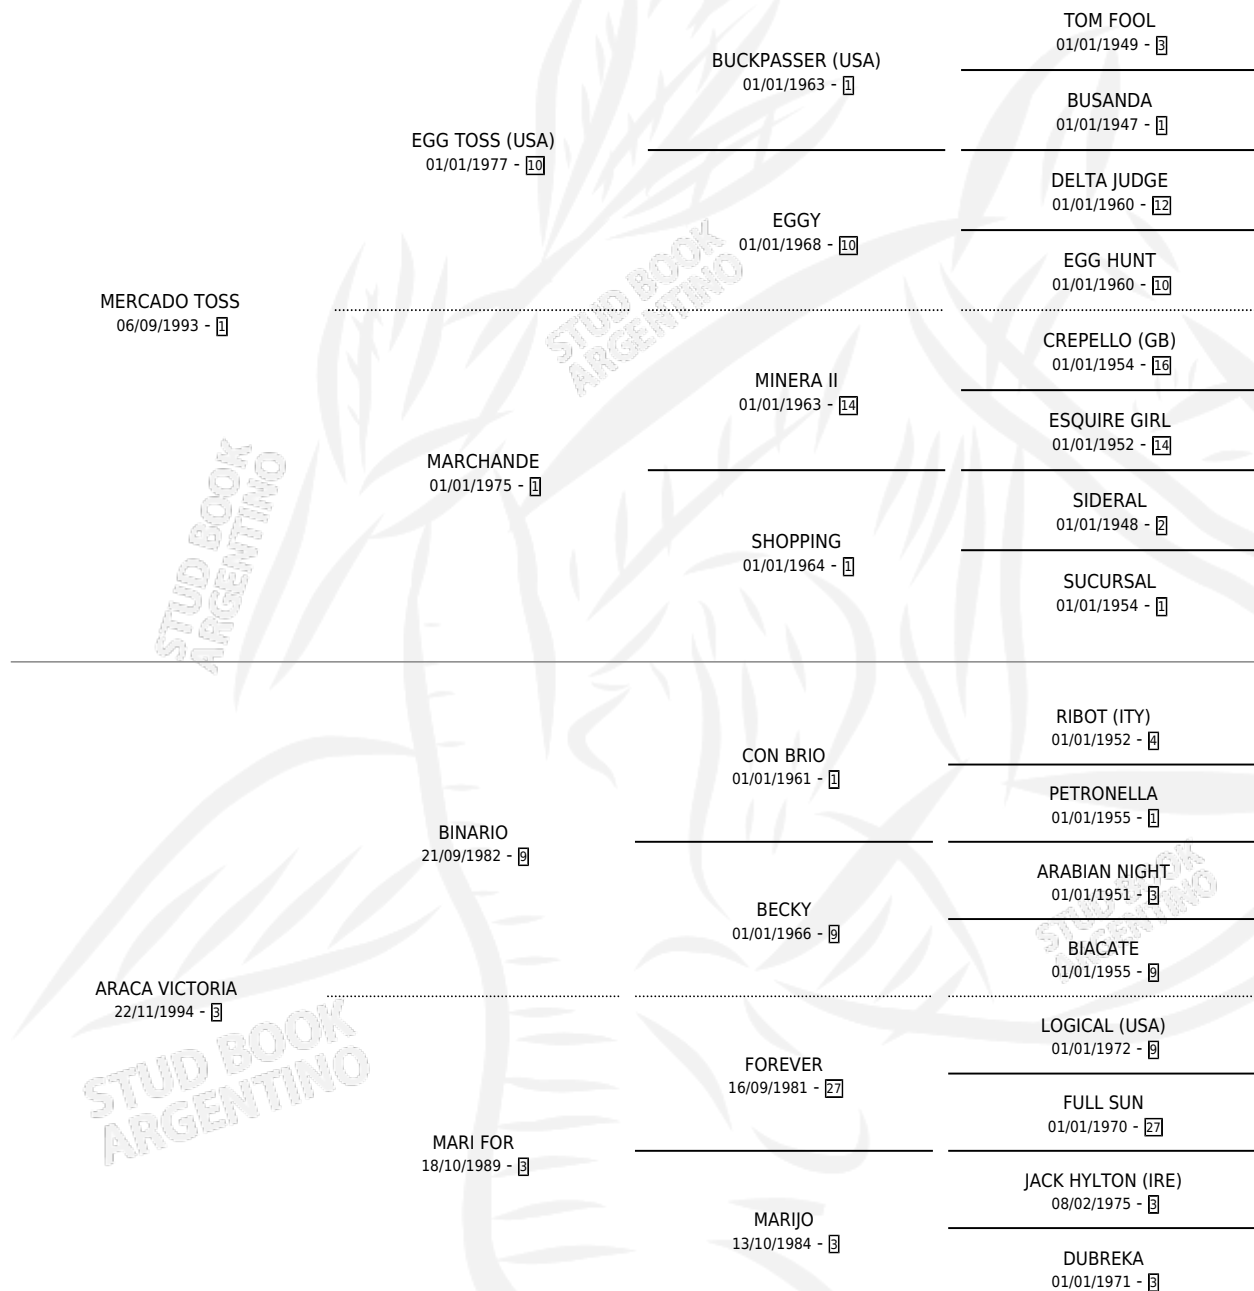 TOM FOOL
01/01/1949 - 3
BUCKPASSER (USA)
01/01/1963 - 1
BUSANDA
01/01/1947 - 1
EGG TOSS (USA)
01/01/1977 - 10
DELTA JUDGE
01/01/1960 - 12
EGGY
01/01/1968 - 10
EGG HUNT
01/01/1960 - 10
MERCADO TOSS
06/09/1993 - 1
STUD BOOK
ARGENTINO
CREPELLO (GB)
01/01/1954 - 16
MINERA II
01/01/1963 - 14
ESQUIRE GIRL
01/01/1952 - 14
MARCHANDE
01/01/1975 - 1
SIDERAL
01/01/1948 - 2
SHOPPING
01/01/1964 - 1
SUCURSAL
01/01/1954 - 1
STUD BOOK
ARGENTINO
RIBOT (ITY)
01/01/1952 - 4
CON BRIO
01/01/1961 - 1
PETRONELLA
01/01/1955 - 1
BINARIO
21/09/1982 - 9
ARABIAN NIGHT
01/01/1951 - 3
BECKY
01/01/1966 - 9
STUD BOOK
ARGENTINO
BIACATE
01/01/1955 - 9
ARACA VICTORIA
22/11/1994 - 3
STUD BOOK
ARGENTINO
LOGICAL (USA)
01/01/1972 - 9
FOREVER
16/09/1981 - 27
FULL SUN
01/01/1970 - 27
MARI FOR
18/10/1989 - 3
JACK HYLTON (IRE)
08/02/1975 - 3
MARIJO
13/10/1984 - 3
DUBREKA
01/01/1971 - 3